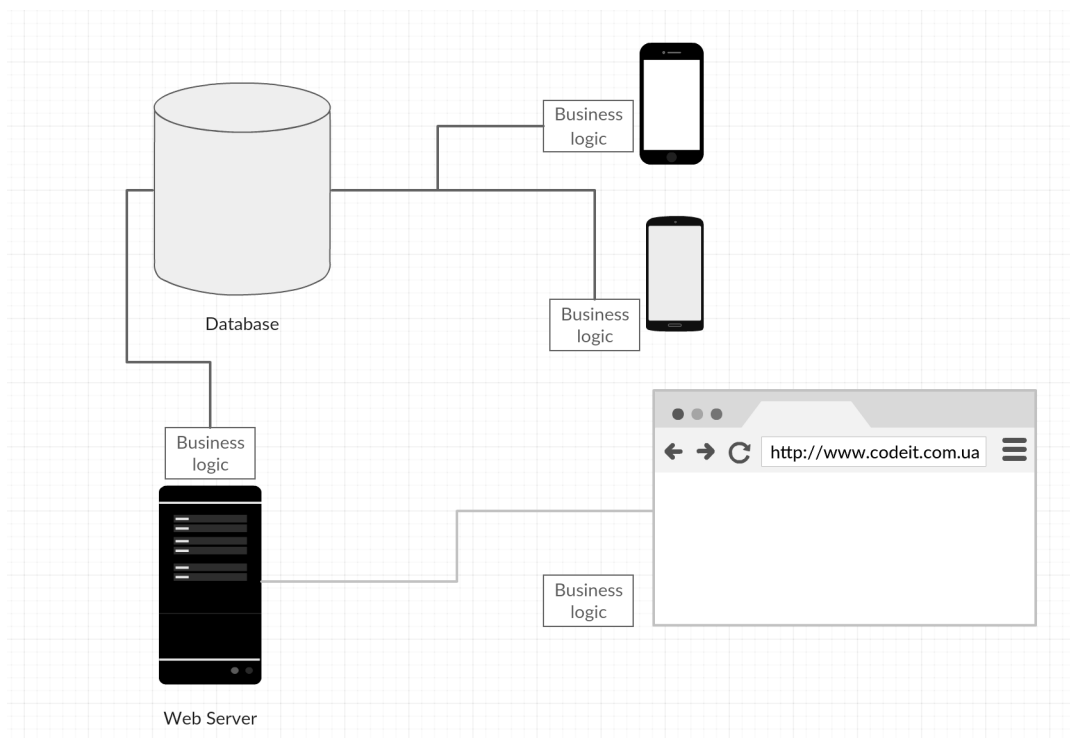 Business
logic
Database
Business
logic
Business
logic
http://www.codeit.com.ua
Business
logic
Web Server